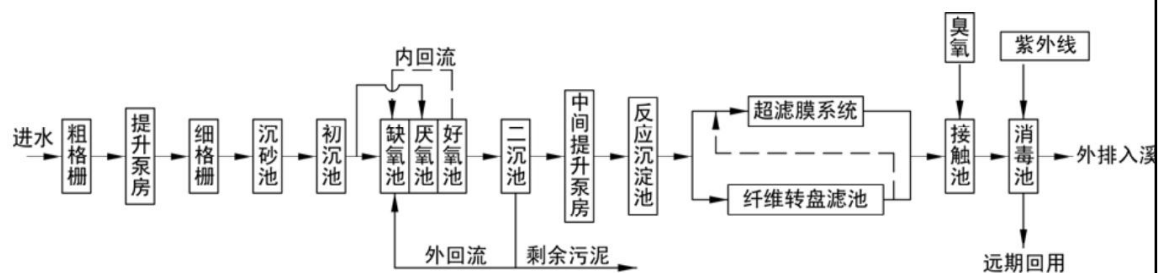 进水
粗格栅
提升泵房
细格栅
沉砂池
初沉池
内回流
缺氧池
厌氧池
好氧池
二沉池
外回流
剩余污泥
中间提升泵房
反应沉淀池
超滤膜系统
纤维转盘滤池
臭氧
接触池
紫外线
消毒池
外排入溪
远期回用